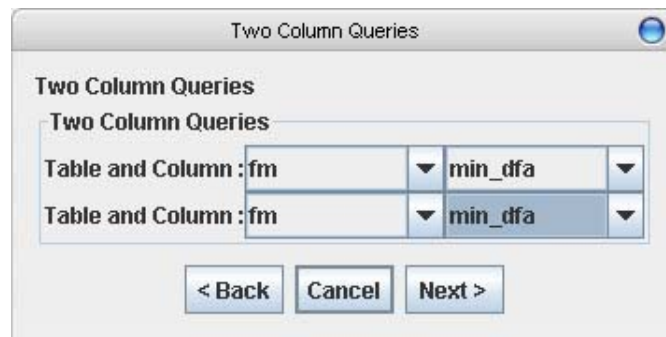 Two Column Queries
Two Column Queries
Two Column Queries
Table and Column : fm min_dfa
Table and Column : fm min_dfa
< Back Cancel Next >